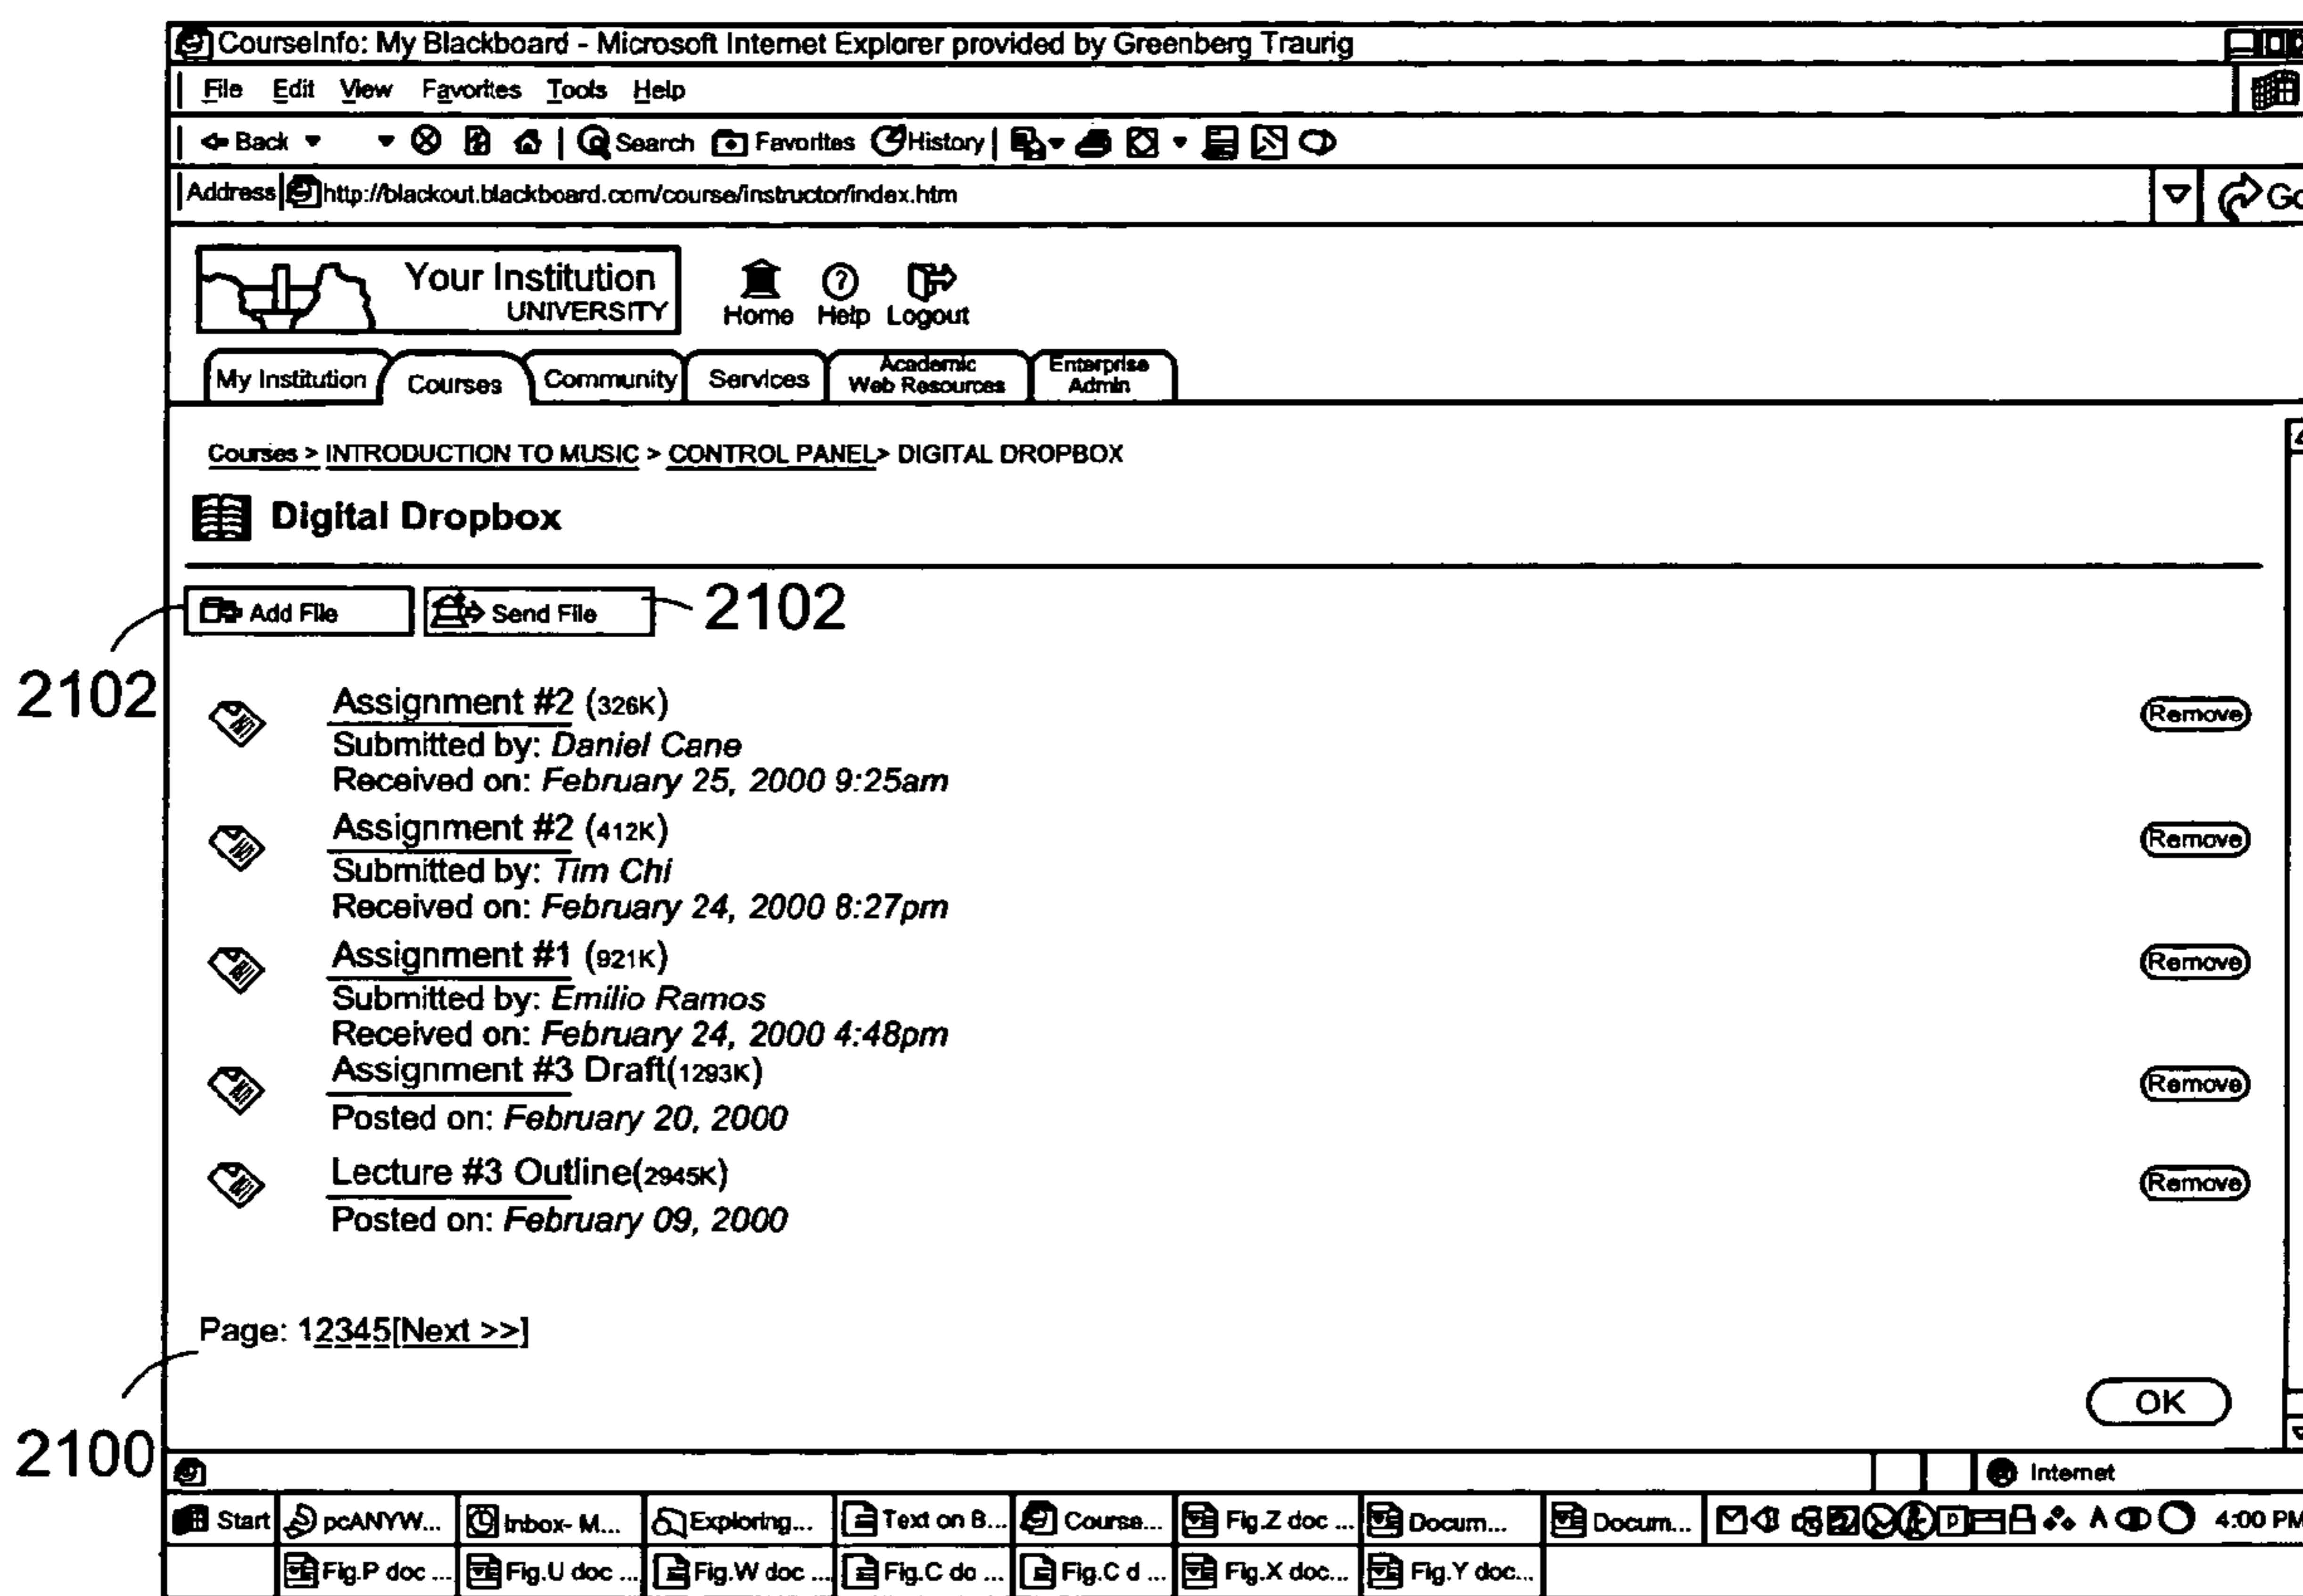 CourseInfo: My Blackboard - Microsoft Internet Explorer provided by Greenberg Traurig
File Edit View Favorites Tools Help
Back Search Favorites History
Address http://blackout.blackboard.com/course/instructor/index.htm Go
Your Institution
UNIVERSITY
Home Help Logout
My Institution Courses Community Services Academic Web Resources Enterprise Admin
Courses > INTRODUCTION TO MUSIC > CONTROL PANEL> DIGITAL DROPBOX
Digital Dropbox
Add File Send File 2102
2102
Assignment #2 (326K) Remove
Submitted by: Daniel Cane
Received on: February 25, 2000 9:25am
Assignment #2 (412K) Remove
Submitted by: Tim Chi
Received on: February 24, 2000 8:27pm
Assignment #1 (921K) Remove
Submitted by: Emilio Ramos
Received on: February 24, 2000 4:48pm
Assignment #3 Draft(1293K) Remove
Posted on: February 20, 2000
Lecture #3 Outline(2945K) Remove
Posted on: February 09, 2000
Page: 12345[Next >>]
OK
2100
Internet
Start pcANYW... Inbox- M... Exploring... Text on B... Course... Fig.Z doc ... Docum... Docum... 4:00 PM
Fig.P doc ... Fig.U doc ... Fig.W doc ... Fig.C do ... Fig.C d ... Fig.X doc... Fig.Y doc...